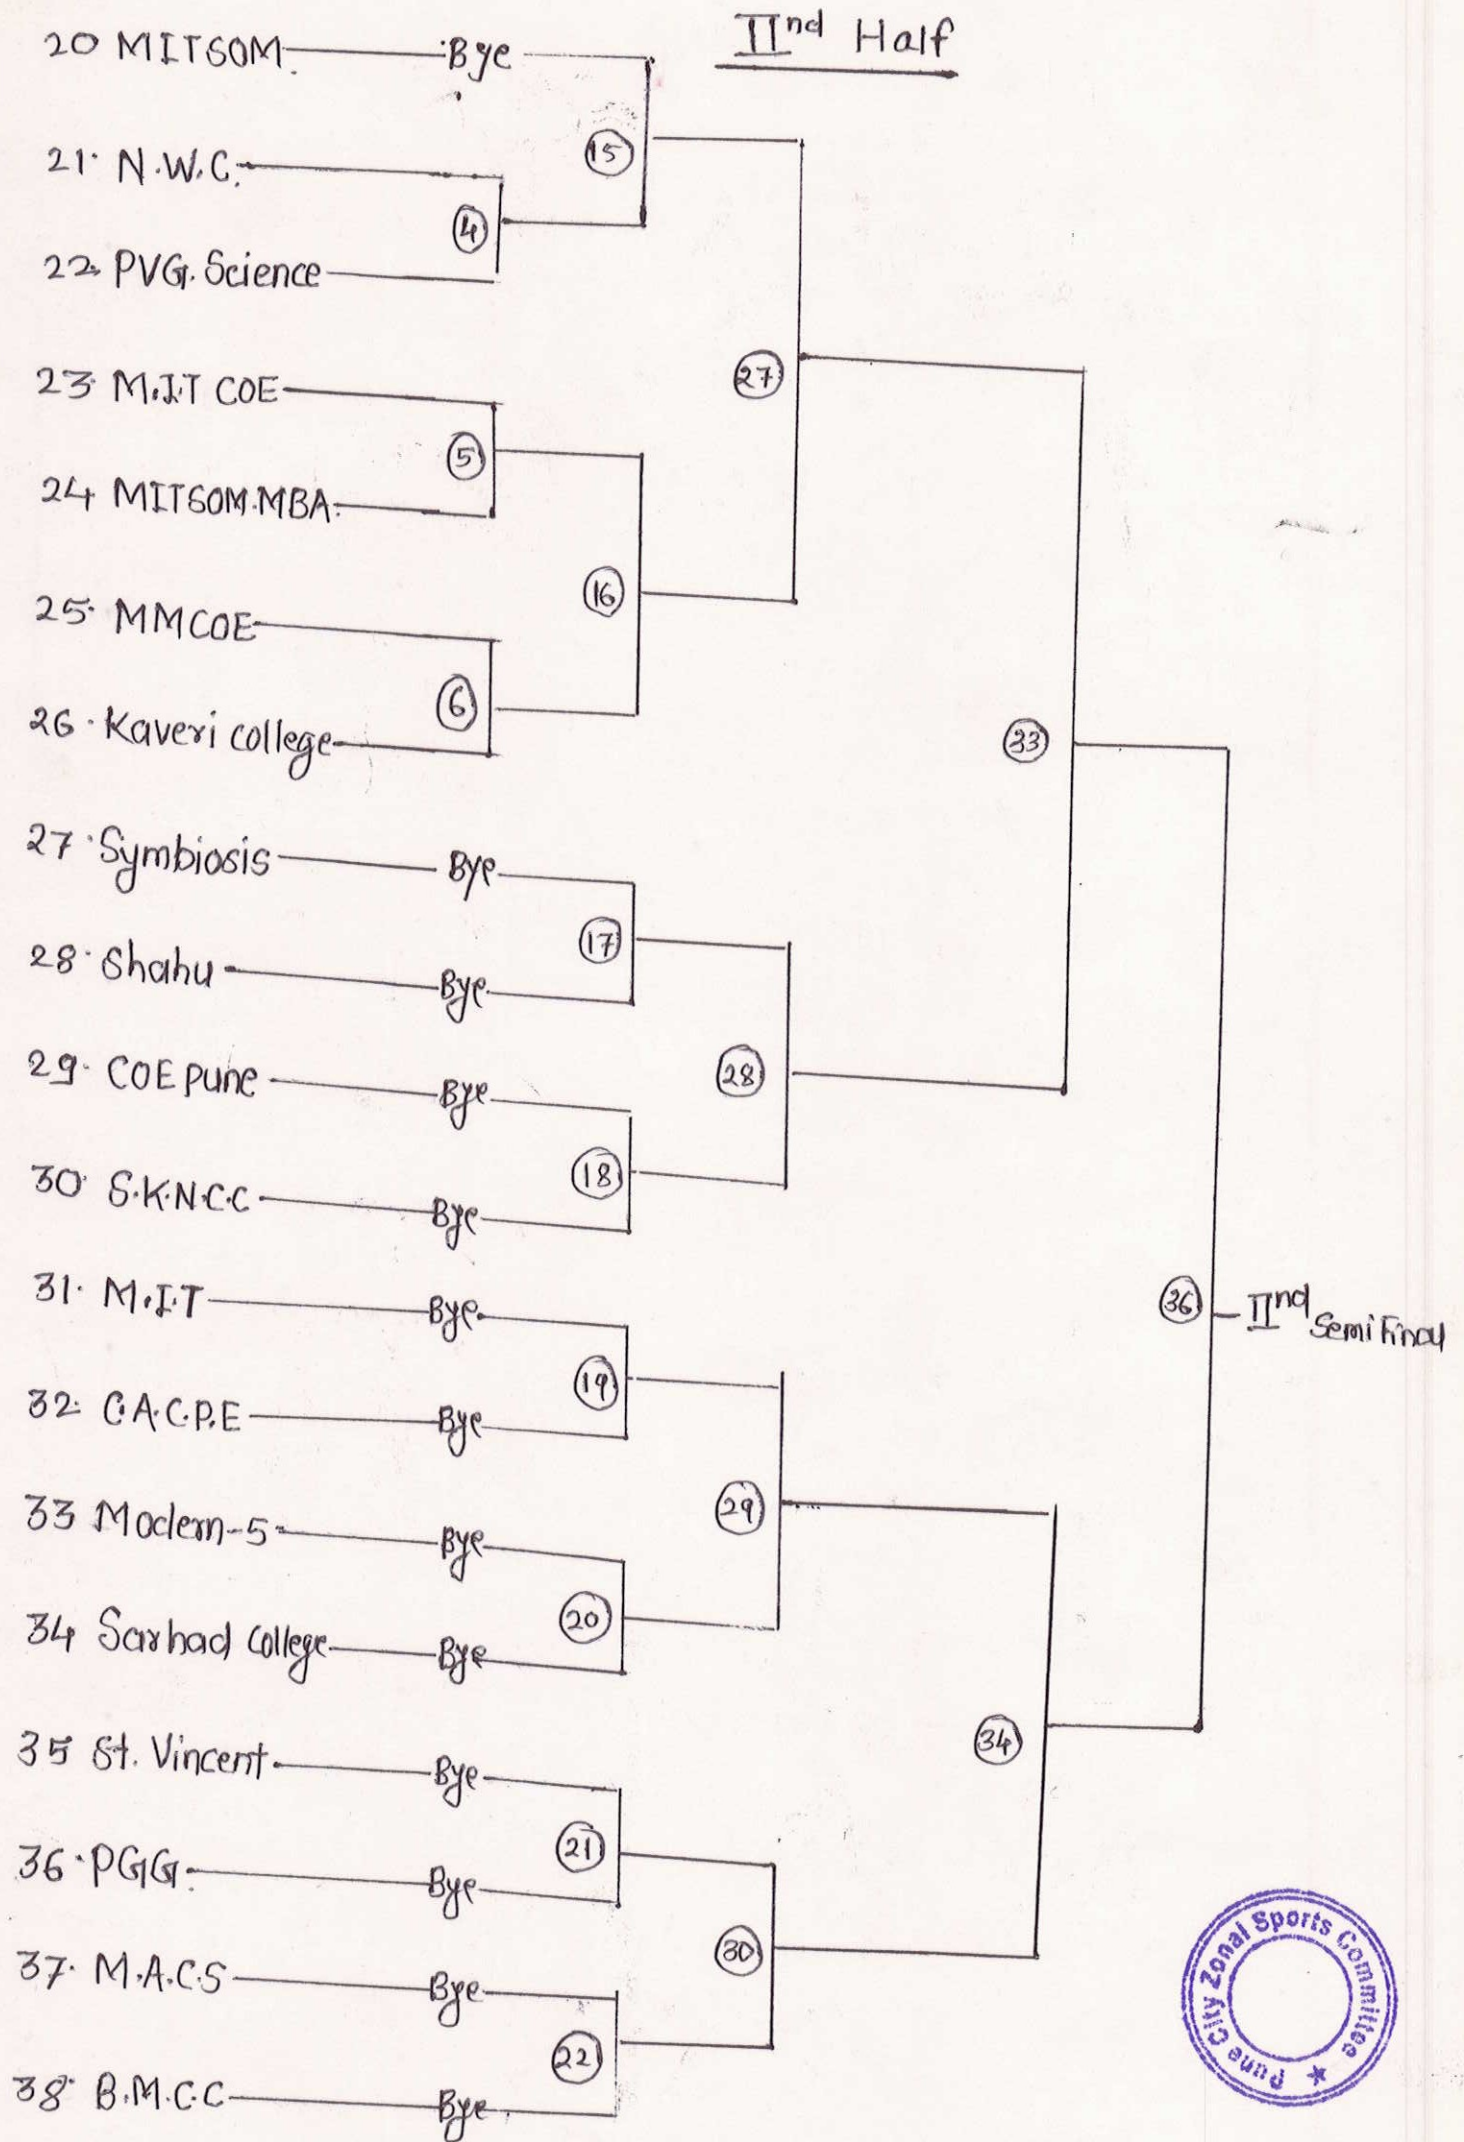 IInd Half
20 MITSOM. Bye
15
21. N.W.C.
4
22. PVG. Science
23. M.I.T COE
27
5
24 MITSOM.MBA.
16
25. MMCOE
6
26. Kaveri college
33
27. Symbiosis Bye
17
28. Shahu Bye
29. COE pune Bye
28
18
30. S.K.N.C.C Bye
31. M.I.T Bye
36 IInd Semi Final
19
32. C.A.C.P.E Bye
33 Modern-5 Bye
29
20
34 Sarhad College Bye
35 St. Vincent Bye
34
21
36. PGG. Bye
30
37. M.A.C.S Bye
22
38. B.M.C.C Bye
Pune City Zonal Sports Committee